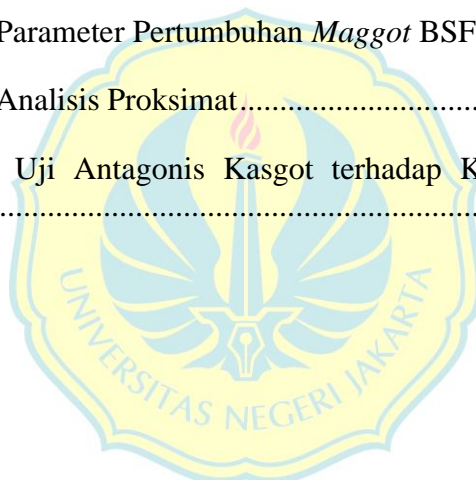 Parameter Pertumbuhan Maggot BSF
Analisis Proksimat..............................
Uji Antagonis Kasgot terhadap K
................................................................
UNIVERSITAS NEGERI JAKARTA